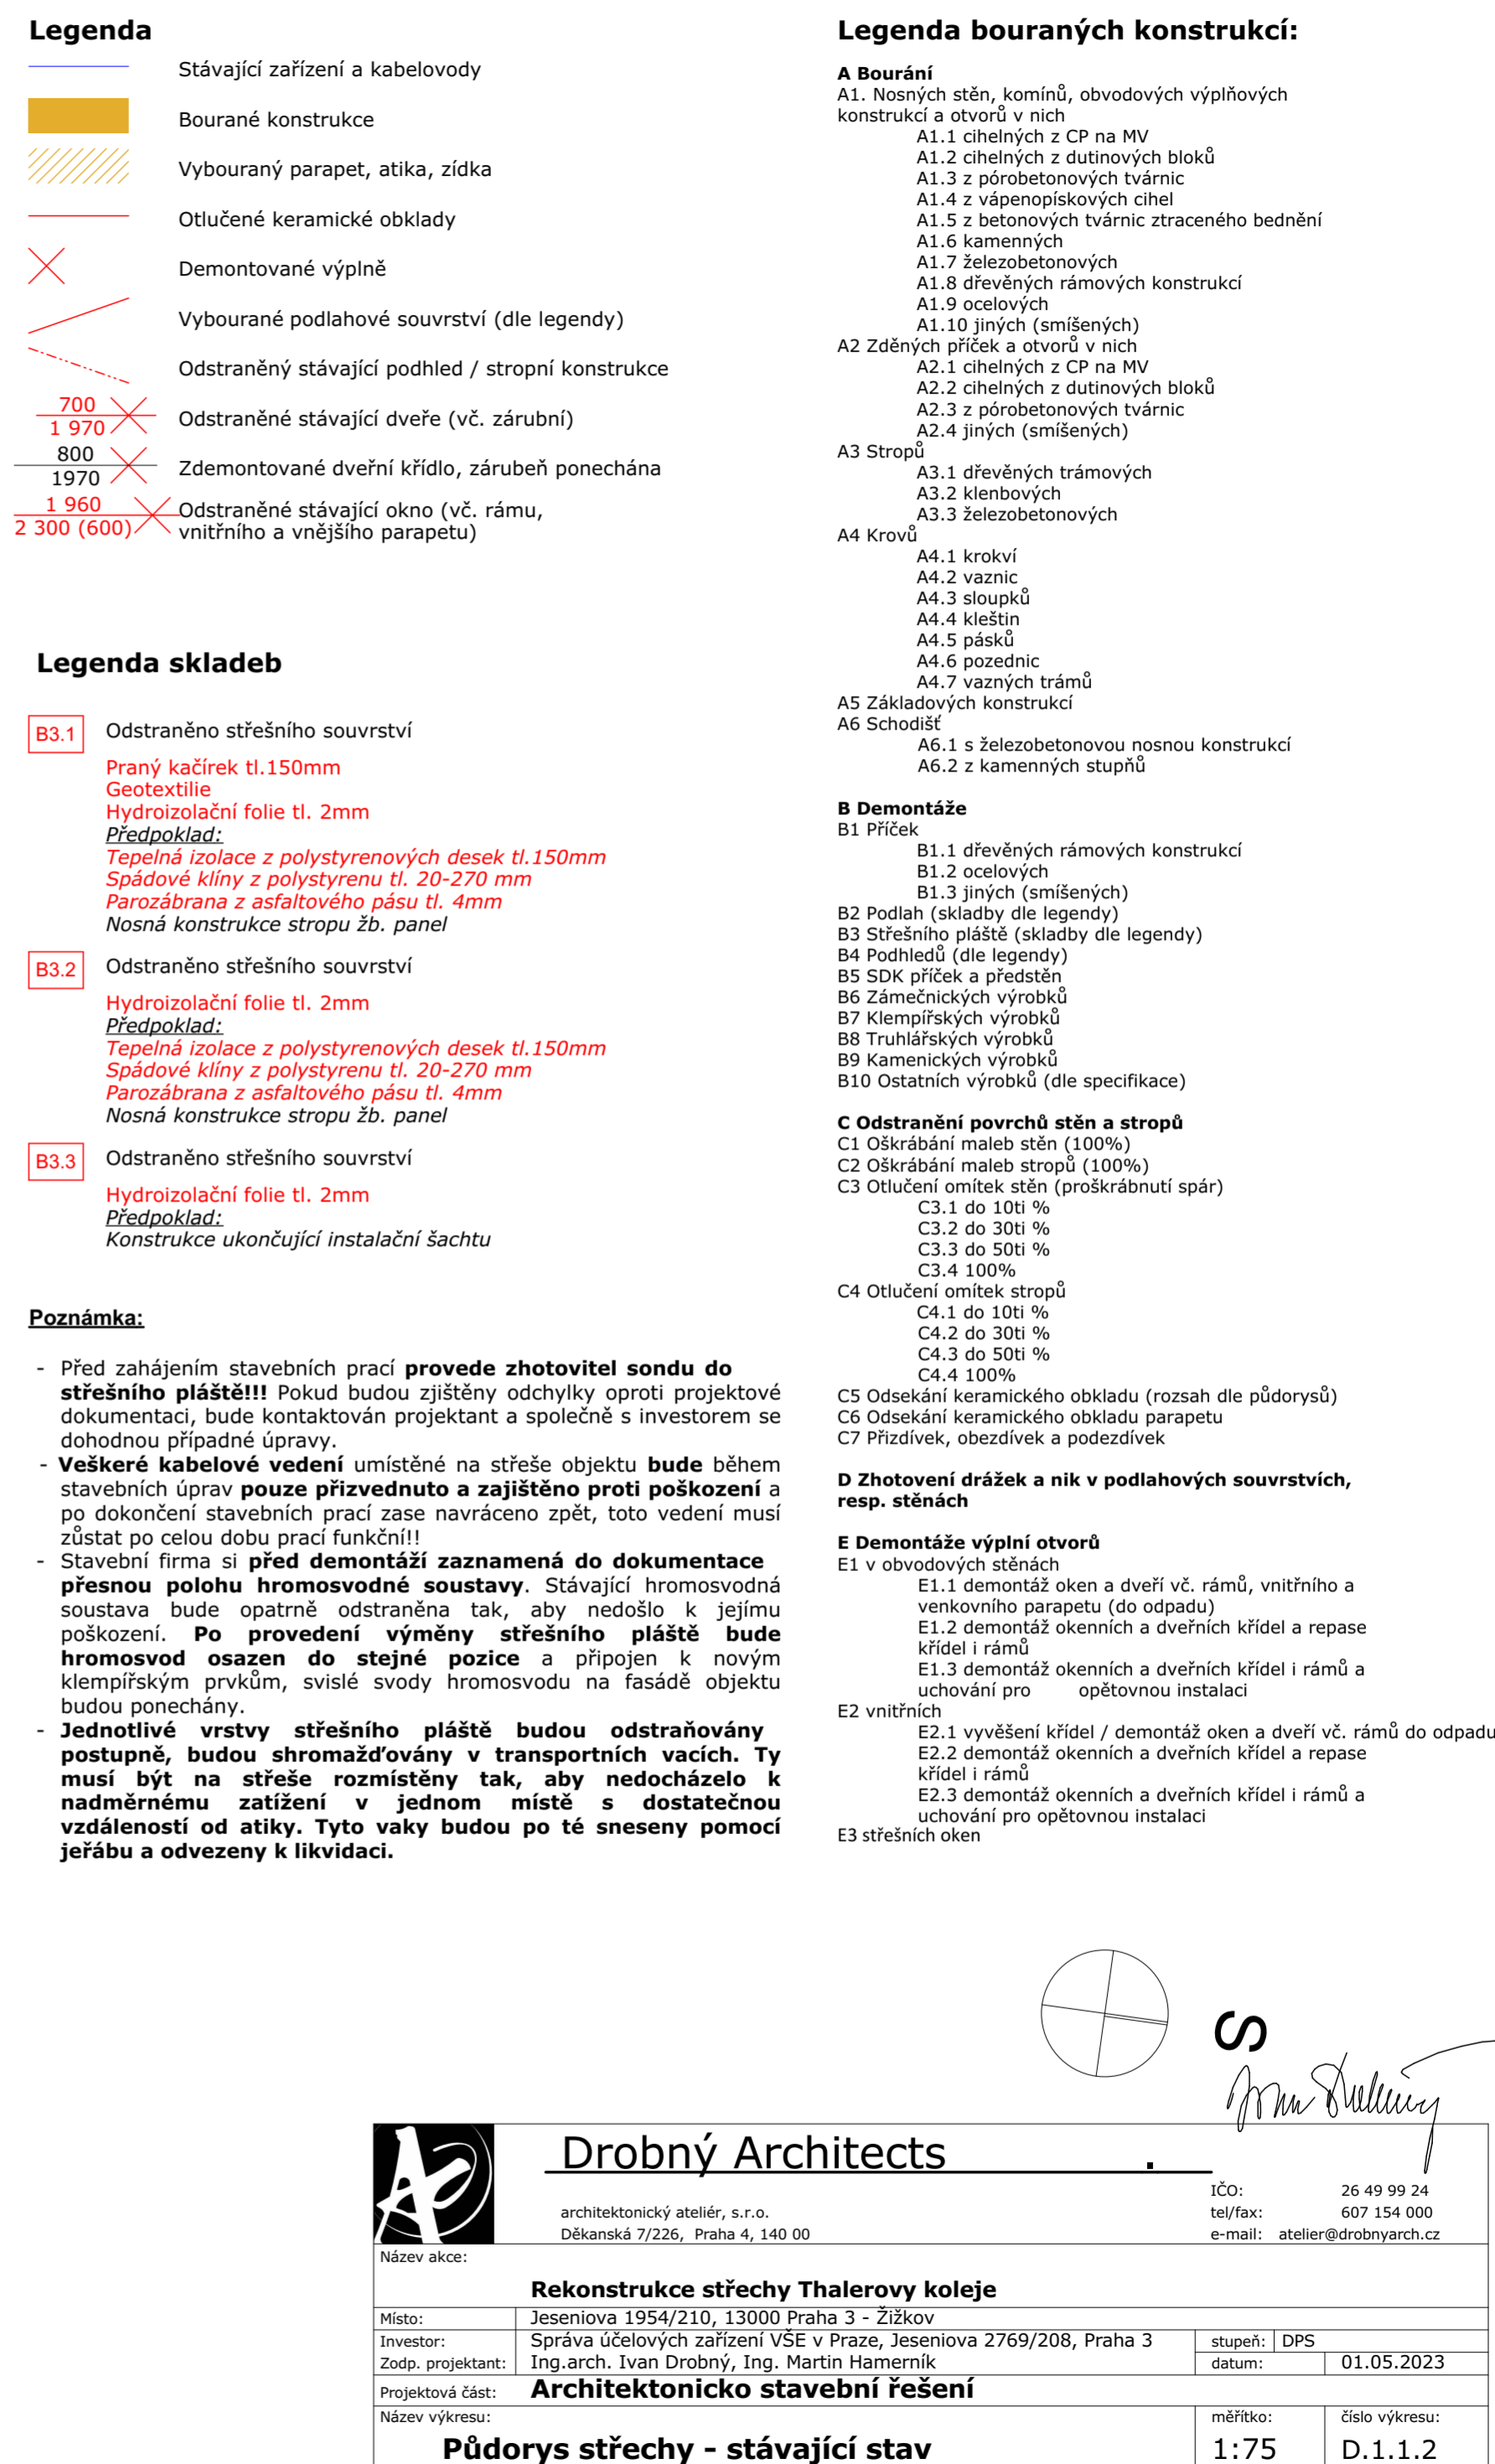 Legenda
Stávající zařízení a kabelovody
Bourané konstrukce
Vybouraný parapet, atika, zídka
Otlučené keramické obklady
Demontované výplně
Vybourané podlahové souvrství (dle legendy)
Odstraněný stávající podhled / stropní konstrukce
700
1 970
Odstraněné stávající dveře (vč. zárubní)
800
1970
Zdemontované dveřní křídlo, zárubeň ponechána
1 960
2 300 (600)
Odstraněné stávající okno (vč. rámu,
vnitřního a vnějšího parapetu)
Legenda skladeb
B3.1 Odstraněno střešního souvrství
Praný kačírek tl.150mm
Geotextilie
Hydroizolační folie tl. 2mm
Předpoklad:
Tepelná izolace z polystyrenových desek tl.150mm
Spádové klíny z polystyrenu tl. 20-270 mm
Parozábrana z asfaltového pásu tl. 4mm
Nosná konstrukce stropu žb. panel
B3.2 Odstraněno střešního souvrství
Hydroizolační folie tl. 2mm
Předpoklad:
Tepelná izolace z polystyrenových desek tl.150mm
Spádové klíny z polystyrenu tl. 20-270 mm
Parozábrana z asfaltového pásu tl. 4mm
Nosná konstrukce stropu žb. panel
B3.3 Odstraněno střešního souvrství
Hydroizolační folie tl. 2mm
Předpoklad:
Konstrukce ukončující instalační šachtu
Poznámka:
- Před zahájením stavebních prací provede zhotovitel sondu do
střešního pláště!!! Pokud budou zjištěny odchylky oproti projektové
dokumentaci, bude kontaktován projektant a společně s investorem se
dohodnou případné úpravy.
- Veškeré kabelové vedení umístěné na střeše objektu bude během
stavebních úprav pouze přizvednuto a zajištěno proti poškození a
po dokončení stavebních prací zase navráceno zpět, toto vedení musí
zůstat po celou dobu prací funkční!!
- Stavební firma si před demontáží zaznamená do dokumentace
přesnou polohu hromosvodné soustavy. Stávající hromosvodná
soustava bude opatrně odstraněna tak, aby nedošlo k jejímu
poškození. Po provedení výměny střešního pláště bude
hromosvod osazen do stejné pozice a připojen k novým
klempířským prvkům, svislé svody hromosvodu na fasádě objektu
budou ponechány.
- Jednotlivé vrstvy střešního pláště budou odstraňovány
postupně, budou shromažďovány v transportních vacích. Ty
musí být na střeše rozmístěny tak, aby nedocházelo k
nadměrnému zatížení v jednom místě s dostatečnou
vzdáleností od atiky. Tyto vaky budou po té sneseny pomocí
jeřábu a odvezeny k likvidaci.
Legenda bouraných konstrukcí:
A Bourání
A1. Nosných stěn, komínů, obvodových výplňových
konstrukcí a otvorů v nich
A1.1 cihelných z CP na MV
A1.2 cihelných z dutinových bloků
A1.3 z pórobetonových tvárnic
A1.4 z vápenopískových cihel
A1.5 z betonových tvárnic ztraceného bednění
A1.6 kamenných
A1.7 železobetonových
A1.8 dřevěných rámových konstrukcí
A1.9 ocelových
A1.10 jiných (smíšených)
A2 Zděných příček a otvorů v nich
A2.1 cihelných z CP na MV
A2.2 cihelných z dutinových bloků
A2.3 z pórobetonových tvárnic
A2.4 jiných (smíšených)
A3 Stropů
A3.1 dřevěných trámových
A3.2 klenbových
A3.3 železobetonových
A4 Krovů
A4.1 krokví
A4.2 vaznic
A4.3 sloupků
A4.4 kleštin
A4.5 pásků
A4.6 pozednic
A4.7 vazných trámů
A5 Základových konstrukcí
A6 Schodišť
A6.1 s železobetonovou nosnou konstrukcí
A6.2 z kamenných stupňů
B Demontáže
B1 Příček
B1.1 dřevěných rámových konstrukcí
B1.2 ocelových
B1.3 jiných (smíšených)
B2 Podlah (skladby dle legendy)
B3 Střešního pláště (skladby dle legendy)
B4 Podhledů (dle legendy)
B5 SDK příček a předstěn
B6 Zámečnických výrobků
B7 Klempířských výrobků
B8 Truhlářských výrobků
B9 Kamenických výrobků
B10 Ostatních výrobků (dle specifikace)
C Odstranění povrchů stěn a stropů
C1 Oškrábání maleb stěn (100%)
C2 Oškrábání maleb stropů (100%)
C3 Otlučení omítek stěn (proškrábnutí spár)
C3.1 do 10ti %
C3.2 do 30ti %
C3.3 do 50ti %
C3.4 100%
C4 Otlučení omítek stropů
C4.1 do 10ti %
C4.2 do 30ti %
C4.3 do 50ti %
C4.4 100%
C5 Odsekání keramického obkladu (rozsah dle půdorysů)
C6 Odsekání keramického obkladu parapetu
C7 Přizdívek, obezdívek a podezdívek
D Zhotovení drážek a nik v podlahových souvrstvích,
resp. stěnách
E Demontáže výplní otvorů
E1 v obvodových stěnách
E1.1 demontáž oken a dveří vč. rámů, vnitřního a
venkovního parapetu (do odpadu)
E1.2 demontáž okenních a dveřních křídel a repase
křídel i rámů
E1.3 demontáž okenních a dveřních křídel i rámů a
uchování pro opětovnou instalaci
E2 vnitřních
E2.1 vyvěšení křídel / demontáž oken a dveří vč. rámů do odpadu
E2.2 demontáž okenních a dveřních křídel a repase
křídel i rámů
E2.3 demontáž okenních a dveřních křídel i rámů a
uchování pro opětovnou instalaci
E3 střešních oken
S
Drobný Architects .
architektonický ateliér, s.r.o.
Děkanská 7/226, Praha 4, 140 00
IČO: 26 49 99 24
tel/fax: 607 154 000
e-mail: atelier@drobnyarch.cz
Název akce:
Rekonstrukce střechy Thalerovy koleje
Místo: Jeseniova 1954/210, 13000 Praha 3 - Žižkov
Investor: Správa účelových zařízení VŠE v Praze, Jeseniova 2769/208, Praha 3 stupeň: DPS
Zodp. projektant: Ing.arch. Ivan Drobný, Ing. Martin Hamerník datum: 01.05.2023
Projektová část: Architektonicko stavební řešení
Název výkresu: měřítko: číslo výkresu:
Půdorys střechy - stávající stav 1:75 D.1.1.2